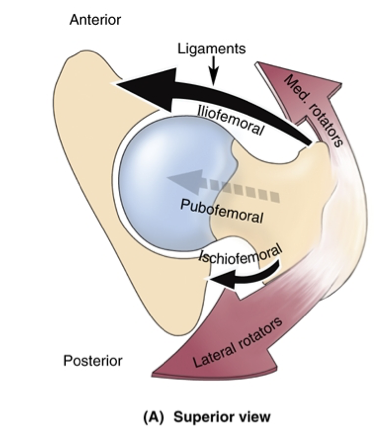 Anterior
Ligaments
Med. rotators
Iliofemoral
Pubofemoral
Ischiofemoral
Lateral rotators
Posterior
(A) Superior view